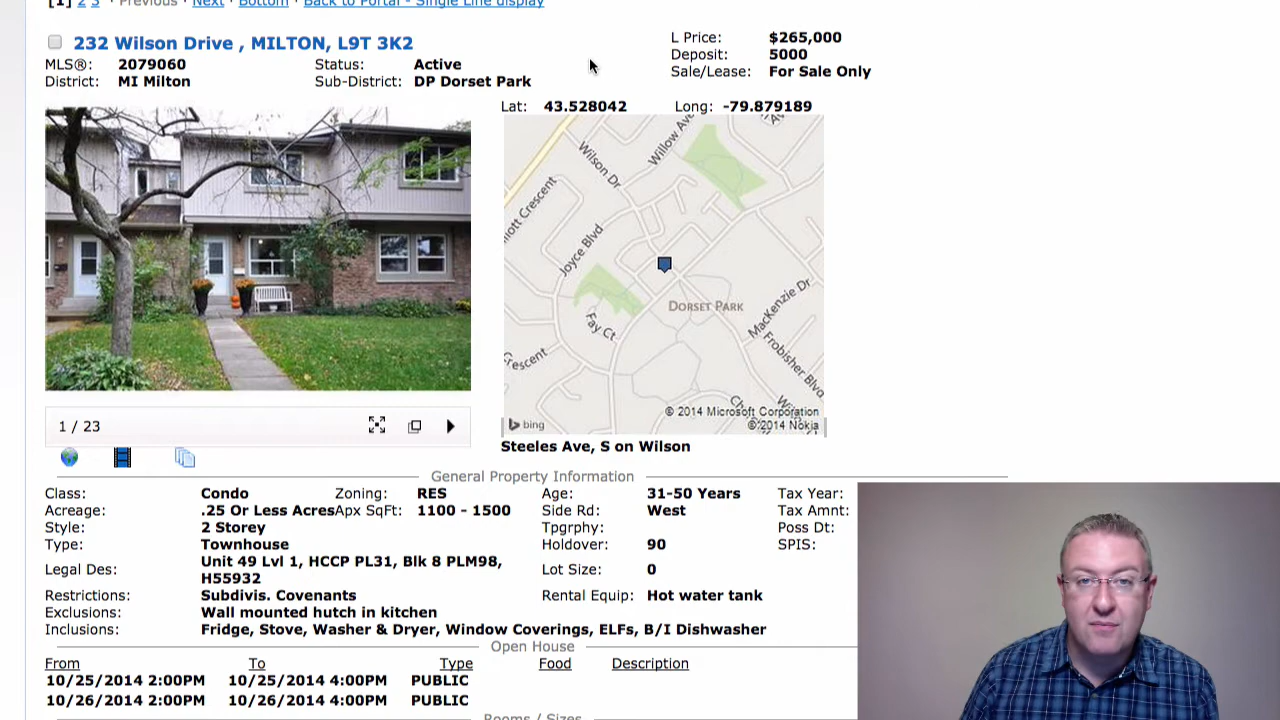 [1] 2 3 · Previous · Next · Bottom · Back to Portal - Single Line display
232 Wilson Drive , MILTON, L9T 3K2
L Price: $265,000
MLS®: 2079060 Status: Active Deposit: 5000
District: MI Milton Sub-District: DP Dorset Park Sale/Lease: For Sale Only
Lat: 43.528042 Long: -79.879189
Willow Ave
Wilson Dr
Crescent
Joyce Blvd
DORSET PARK
MacKenzie Dr
Fay Ct
Crescent
Frobisher Blvd
© 2014 Microsoft Corporation
bing ©2014 Nokia
1 / 23
Steeles Ave, S on Wilson
General Property Information
Class: Condo Zoning: RES Age: 31-50 Years Tax Year:
Acreage: .25 Or Less Acres Apx SqFt: 1100 - 1500 Side Rd: West Tax Amnt:
Style: 2 Storey Tpgrphy: Poss Dt:
Type: Townhouse Holdover: 90 SPIS:
Legal Des: Unit 49 Lvl 1, HCCP PL31, Blk 8 PLM98, H55932 Lot Size: 0
Restrictions: Subdivis. Covenants Rental Equip: Hot water tank
Exclusions: Wall mounted hutch in kitchen
Inclusions: Fridge, Stove, Washer & Dryer, Window Coverings, ELFs, B/I Dishwasher
Open House
From To Type Food Description
10/25/2014 2:00PM 10/25/2014 4:00PM PUBLIC
10/26/2014 2:00PM 10/26/2014 4:00PM PUBLIC
Rooms / Sizes